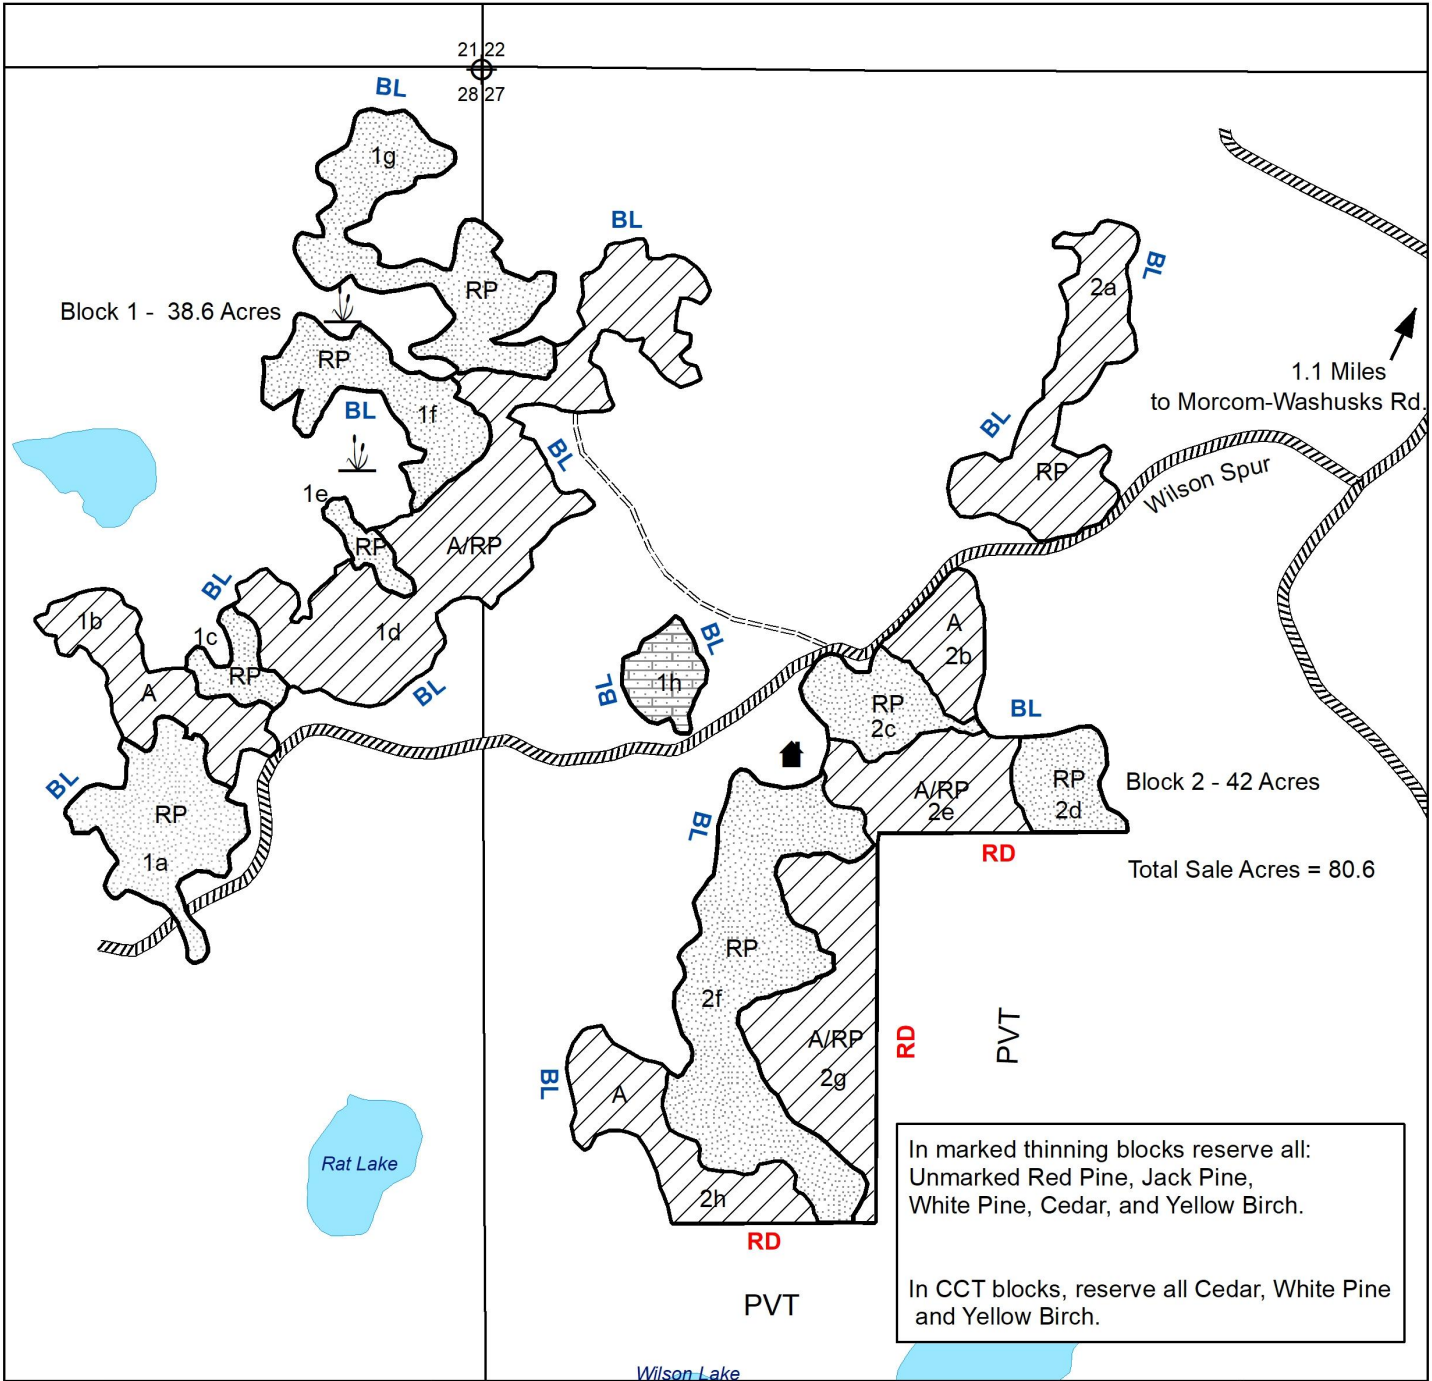 21 22
28 27
BL
1g
BL
BL
RP
2a
Block 1 - 38.6 Acres
RP
1.1 Miles
to Morcom-Washusks Rd.
BL
1f
BL
BL
RP
Wilson Spur
1e
RP
A/RP
BL
1b
1c
1d
A
2b
BL
1h
BL
RP
A
BL
RP
2c
BL
BL
RP
1a
A/RP
2e
RP
2d
Block 2 - 42 Acres
BL
RD
Total Sale Acres = 80.6
RP
2f
A/RP
2g
RD
PVT
BL
A
2h
RD
PVT
Rat Lake
Wilson Lake
In marked thinning blocks reserve all:
Unmarked Red Pine, Jack Pine,
White Pine, Cedar, and Yellow Birch.
In CCT blocks, reserve all Cedar, White Pine
and Yellow Birch.